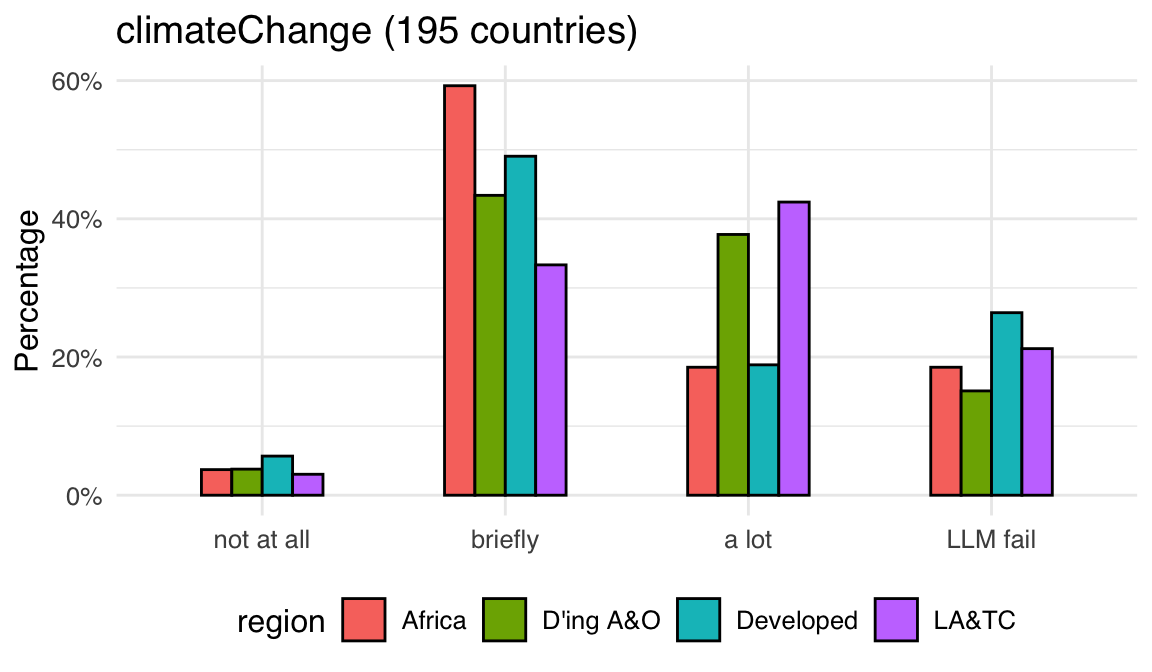 climateChange (195 countries)
Percentage
60%
40%
20%
0%
not at all briefly a lot LLM fail
region Africa D'ing A&O Developed LA&TC